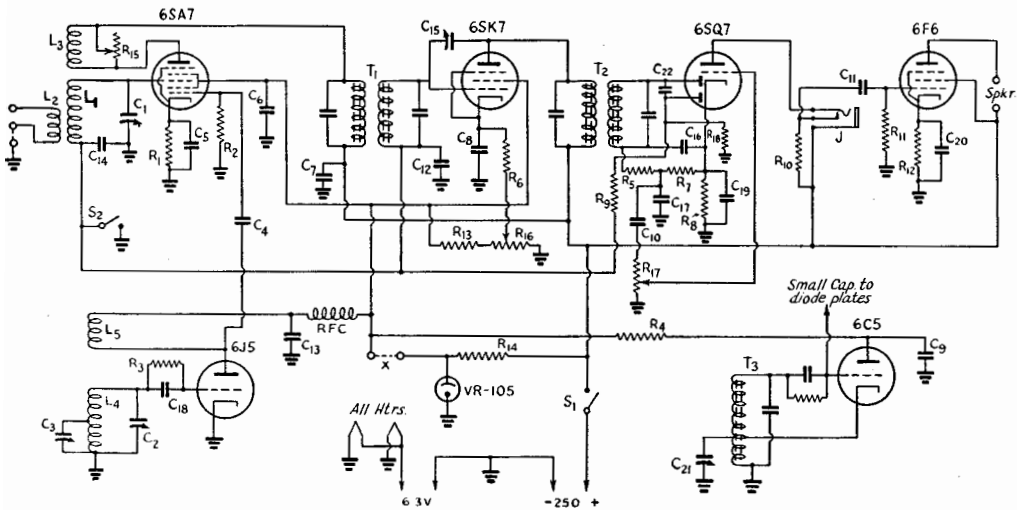 6SA7
6SK7
6SQ7
6F6
L3
R15
C15
L2
L1
C1
C5
R1
R2
C6
C14
T1
C7
C12
C8
R6
T2
C22
C16
R18
R5
R7
C17
R9
R8
C19
C10
R17
C11
J
R10
R11
R12
C20
Spkr.
S2
C4
R13
R16
L5
RFC
C13
6J5
R3
C18
L4
C3
C2
X
R14
VR-105
R4
S1
Small Cap. to
diode plates
6C5
C9
T3
C21
All Htrs.
6 3V
-250 +